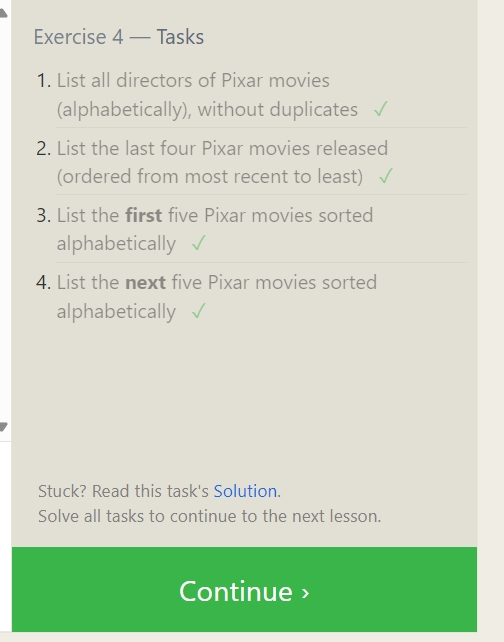 Exercise 4 — Tasks
1. List all directors of Pixar movies
(alphabetically), without duplicates ✓
2. List the last four Pixar movies released
(ordered from most recent to least) ✓
3. List the first five Pixar movies sorted
alphabetically ✓
4. List the next five Pixar movies sorted
alphabetically ✓
Stuck? Read this task's Solution.
Solve all tasks to continue to the next lesson.
Continue ›